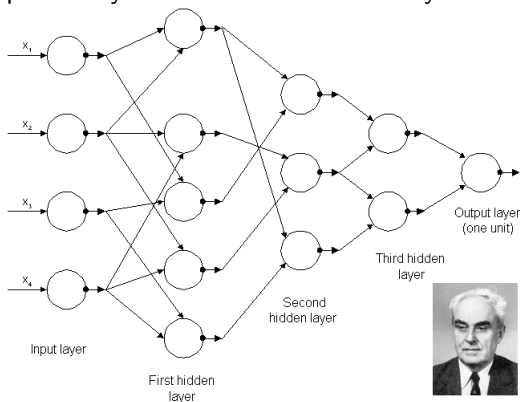 X1
X2
X3
X4
Input layer
First hidden
layer
Second
hidden layer
Third hidden
layer
Output layer
(one unit)